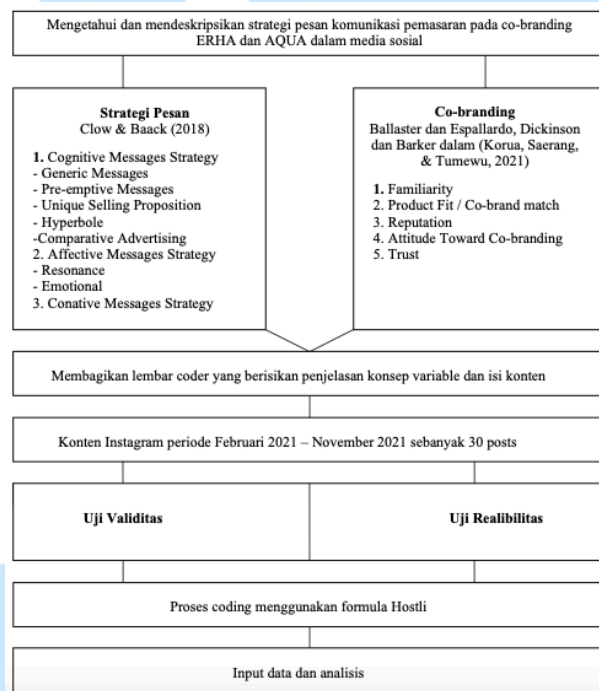 Mengetahui dan mendeskripsikan strategi pesan komunikasi pemasaran pada co-branding
ERHA dan AQUA dalam media sosial
Strategi Pesan
Clow & Baack (2018)
1. Cognitive Messages Strategy
- Generic Messages
- Pre-emptive Messages
- Unique Selling Proposition
- Hyperbole
-Comparative Advertising
2. Affective Messages Strategy
- Resonance
- Emotional
3. Conative Messages Strategy
Co-branding
Ballaster dan Espallardo, Dickinson
dan Barker dalam (Korua, Saerang,
& Tumewu, 2021)
1. Familiarity
2. Product Fit / Co-brand match
3. Reputation
4. Attitude Toward Co-branding
5. Trust
Membagikan lembar coder yang berisikan penjelasan konsep variable dan isi konten
Konten Instagram periode Februari 2021 – November 2021 sebanyak 30 posts
Uji Validitas
Uji Realibilitas
Proses coding menggunakan formula Hostli
Input data dan analisis